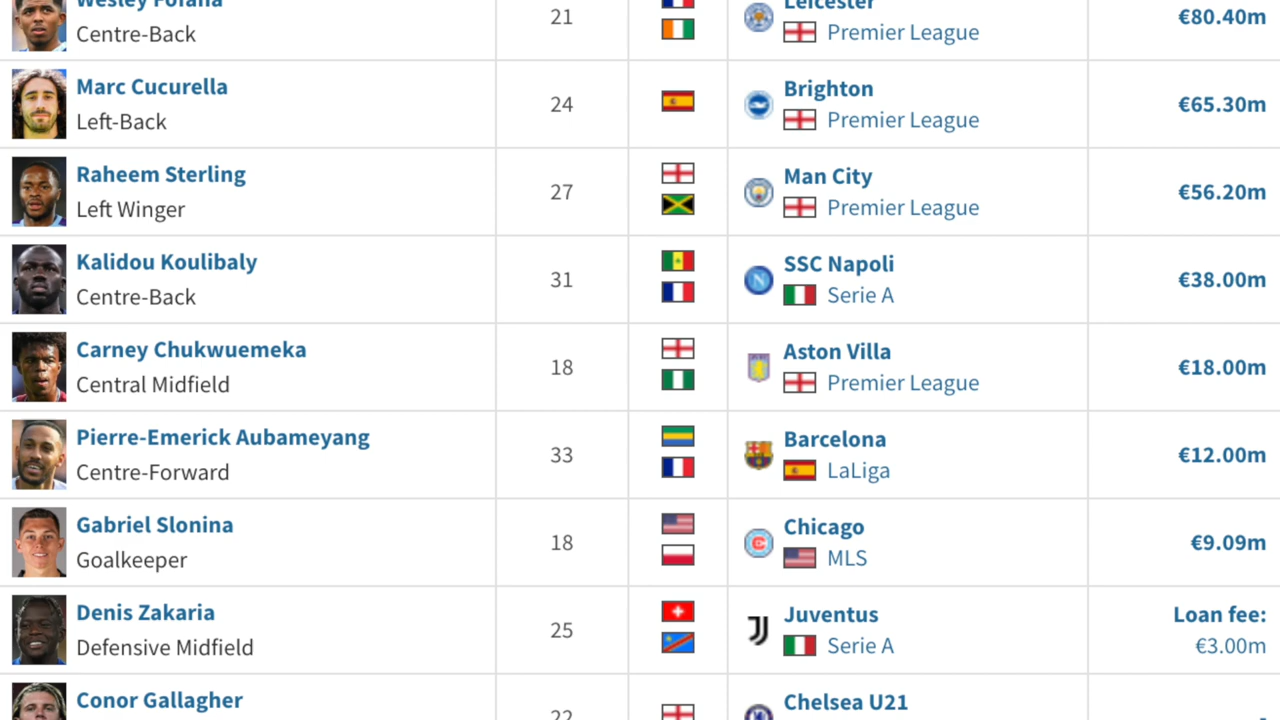 Wesley Fofana
Centre-Back
21
Leicester
Premier League
€80.40m
Marc Cucurella
Left-Back
24
Brighton
Premier League
€65.30m
Raheem Sterling
Left Winger
27
Man City
Premier League
€56.20m
Kalidou Koulibaly
Centre-Back
31
SSC Napoli
Serie A
€38.00m
Carney Chukwuemeka
Central Midfield
18
Aston Villa
Premier League
€18.00m
Pierre-Emerick Aubameyang
Centre-Forward
33
Barcelona
LaLiga
€12.00m
Gabriel Slonina
Goalkeeper
18
Chicago
MLS
€9.09m
Denis Zakaria
Defensive Midfield
25
Juventus
Serie A
Loan fee:
€3.00m
Conor Gallagher
22
Chelsea U21